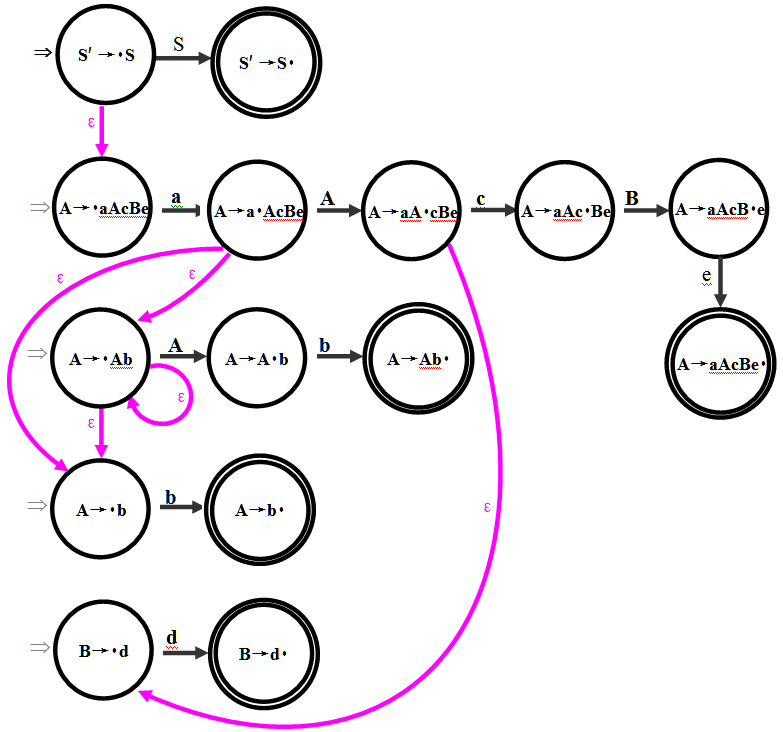 ⇒ S′→·S S S′→S·
ε
⇒ A→·aAcBe a A→a·AcBe A A→aA·cBe c A→aAc·Be B A→aAcB·e
ε ε e
⇒ A→·Ab A A→A·b b A→Ab· A→aAcBe·
ε
ε
⇒ A→·b b A→b· ε
⇒ B→·d d B→d·